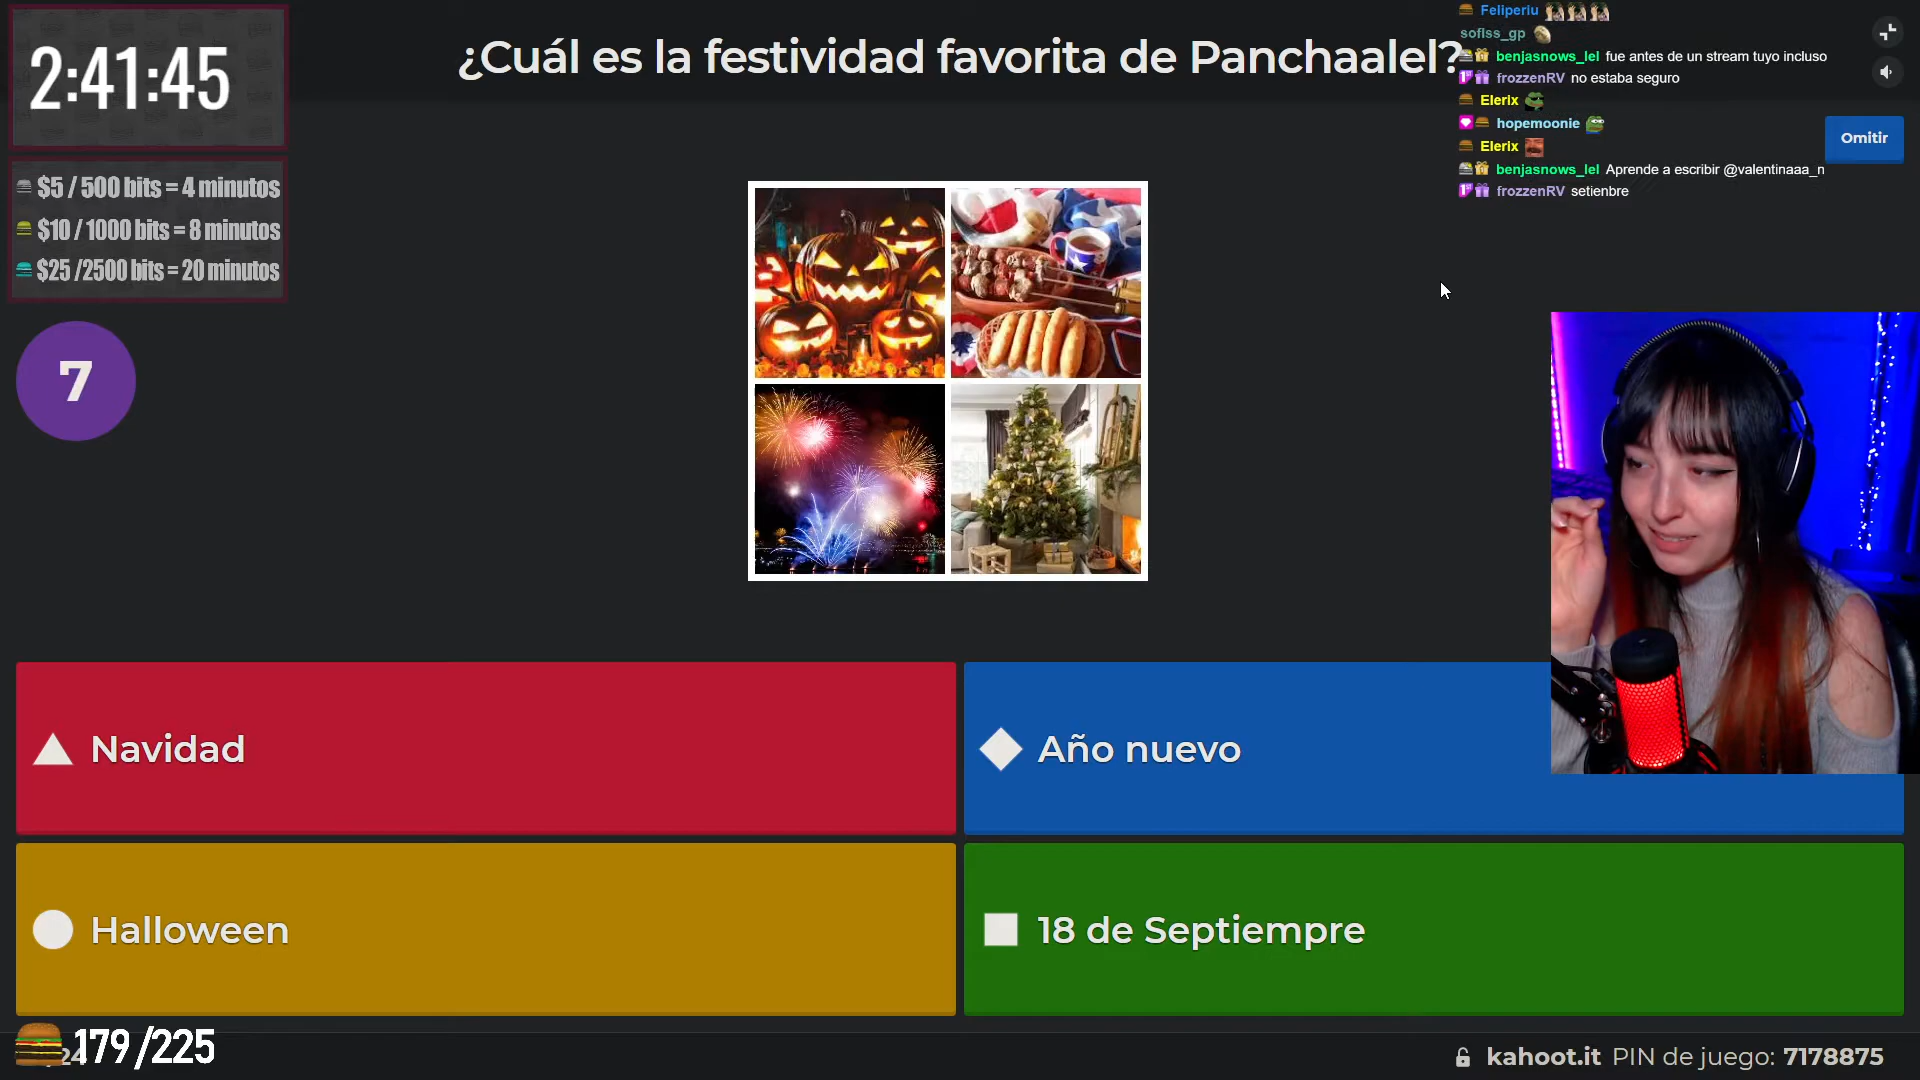 2:41:45
$5 / 500 bits = 4 minutos
$10 / 1000 bits = 8 minutos
$25 /2500 bits = 20 minutos
¿Cuál es la festividad favorita de Panchaalel?
Feliperiu
sofiss_gp
benjasnows_lel fue antes de un stream tuyo incluso
frozzenRV no estaba seguro
Elerix
hopemoonie
Elerix
benjasnows_lel Aprende a escribir @valentinaaa_n
frozzenRV setienbre
Omitir
7
Navidad
Año nuevo
Halloween
18 de Septiempre
179/225
kahoot.it PIN de juego: 7178875